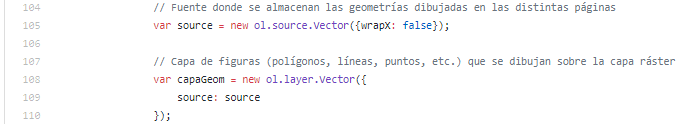 104 // Fuente donde se almacenan las geometrías dibujadas en las distintas páginas
105 var source = new ol.source.Vector({wrapX: false});
106
107 // Capa de figuras (polígonos, líneas, puntos, etc.) que se dibujan sobre la capa ráster
108 var capaGeom = new ol.layer.Vector({
109 source: source
110 });